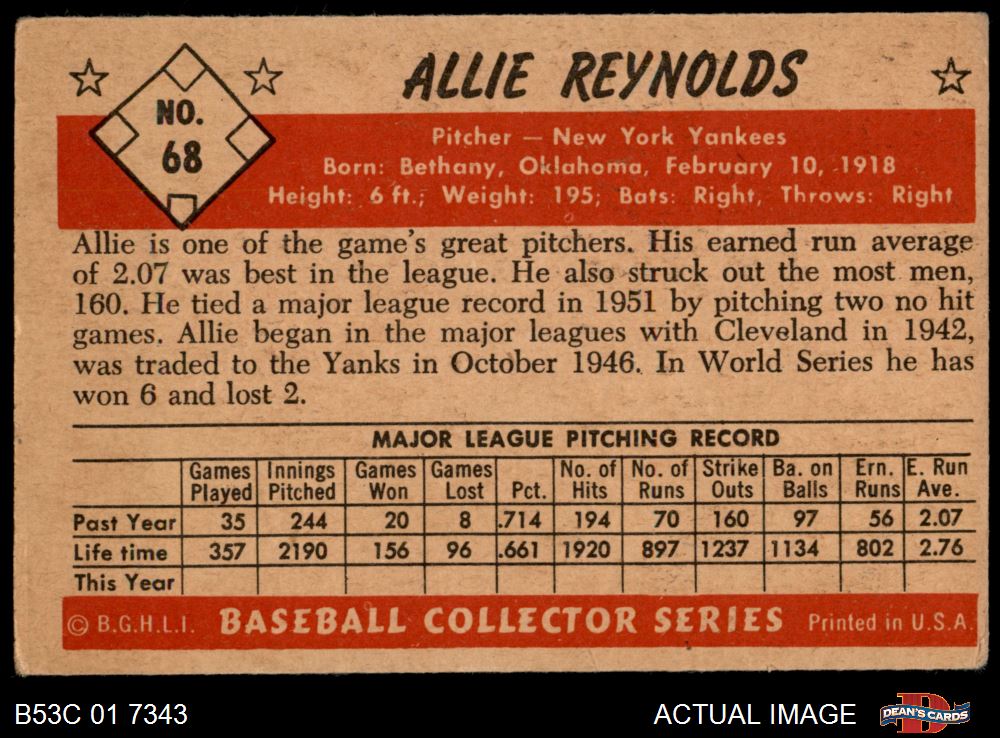 NO.
68
ALLIE REYNOLDS
Pitcher — New York Yankees
Born: Bethany, Oklahoma, February 10, 1918
Height: 6 ft.; Weight: 195; Bats: Right, Throws: Right
Allie is one of the game's great pitchers. His earned run average
of 2.07 was best in the league. He also struck out the most men,
160. He tied a major league record in 1951 by pitching two no hit
games. Allie began in the major leagues with Cleveland in 1942,
was traded to the Yanks in October 1946. In World Series he has
won 6 and lost 2.
MAJOR LEAGUE PITCHING RECORD
Games Played Innings Pitched Games Won Games Lost Pct. No. of Hits No. of Runs Strike Outs Ba. on Balls Ern. Runs E. Run Ave.
Past Year 35 244 20 8 .714 194 70 160 97 56 2.07
Life time 357 2190 156 96 .661 1920 897 1237 1134 802 2.76
This Year
© B.G.H.L.I. BASEBALL COLLECTOR SERIES Printed in U.S.A.
B53C 01 7343 ACTUAL IMAGE DEAN'S CARDS